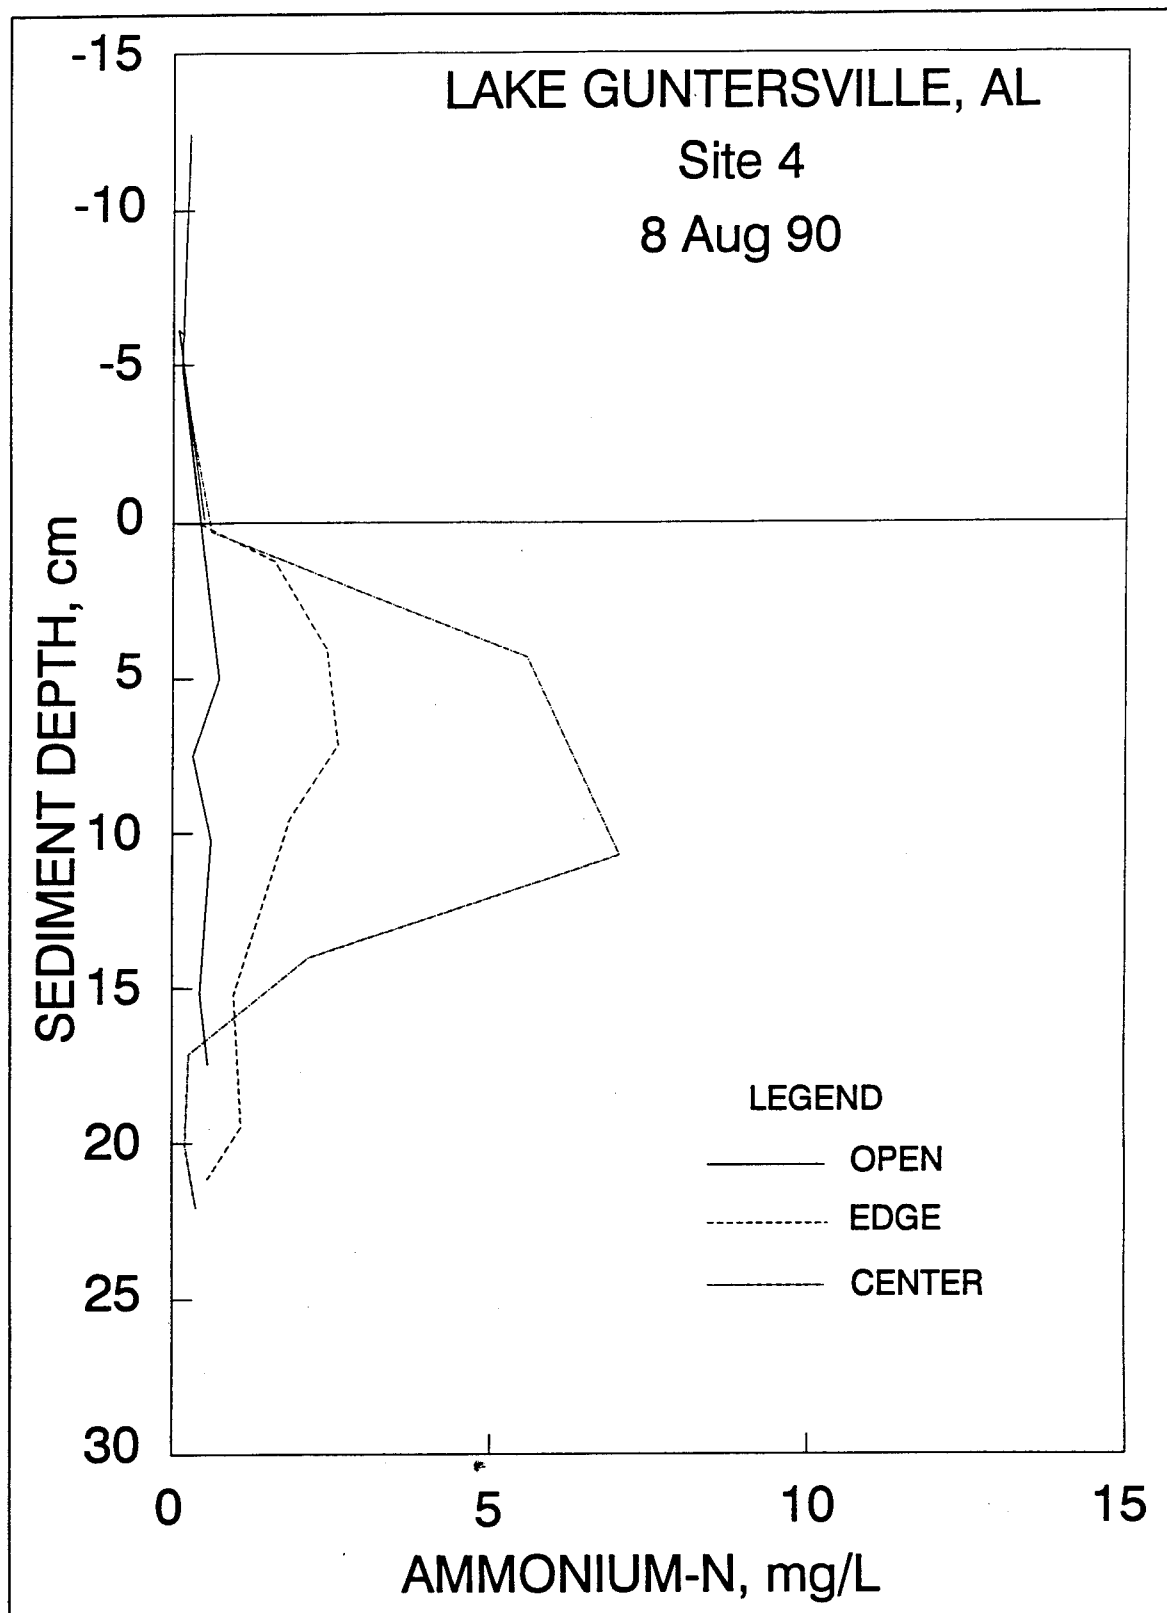 LAKE GUNTERSVILLE, AL
Site 4
8 Aug 90
-15
-10
-5
0
5
10
15
20
25
30
SEDIMENT DEPTH, cm
LEGEND
OPEN
EDGE
CENTER
0
5
10
15
AMMONIUM-N, mg/L